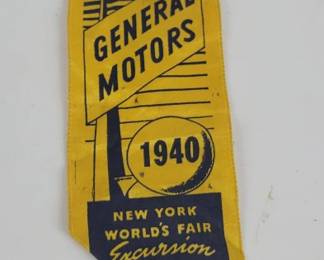 GENERAL
MOTORS
1940
NEW YORK
WORLD'S FAIR
Excursion